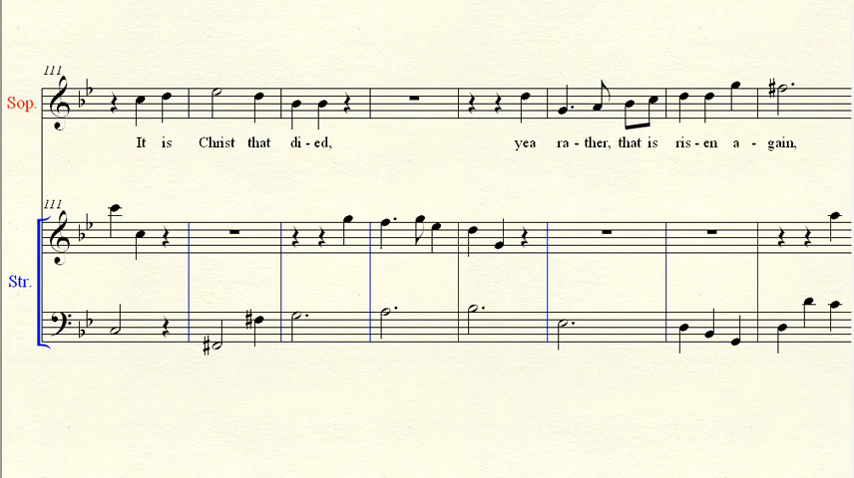 111
Sop.
It is Christ that di - ed, yea ra - ther, that is ris - en a - gain,
111
Str.